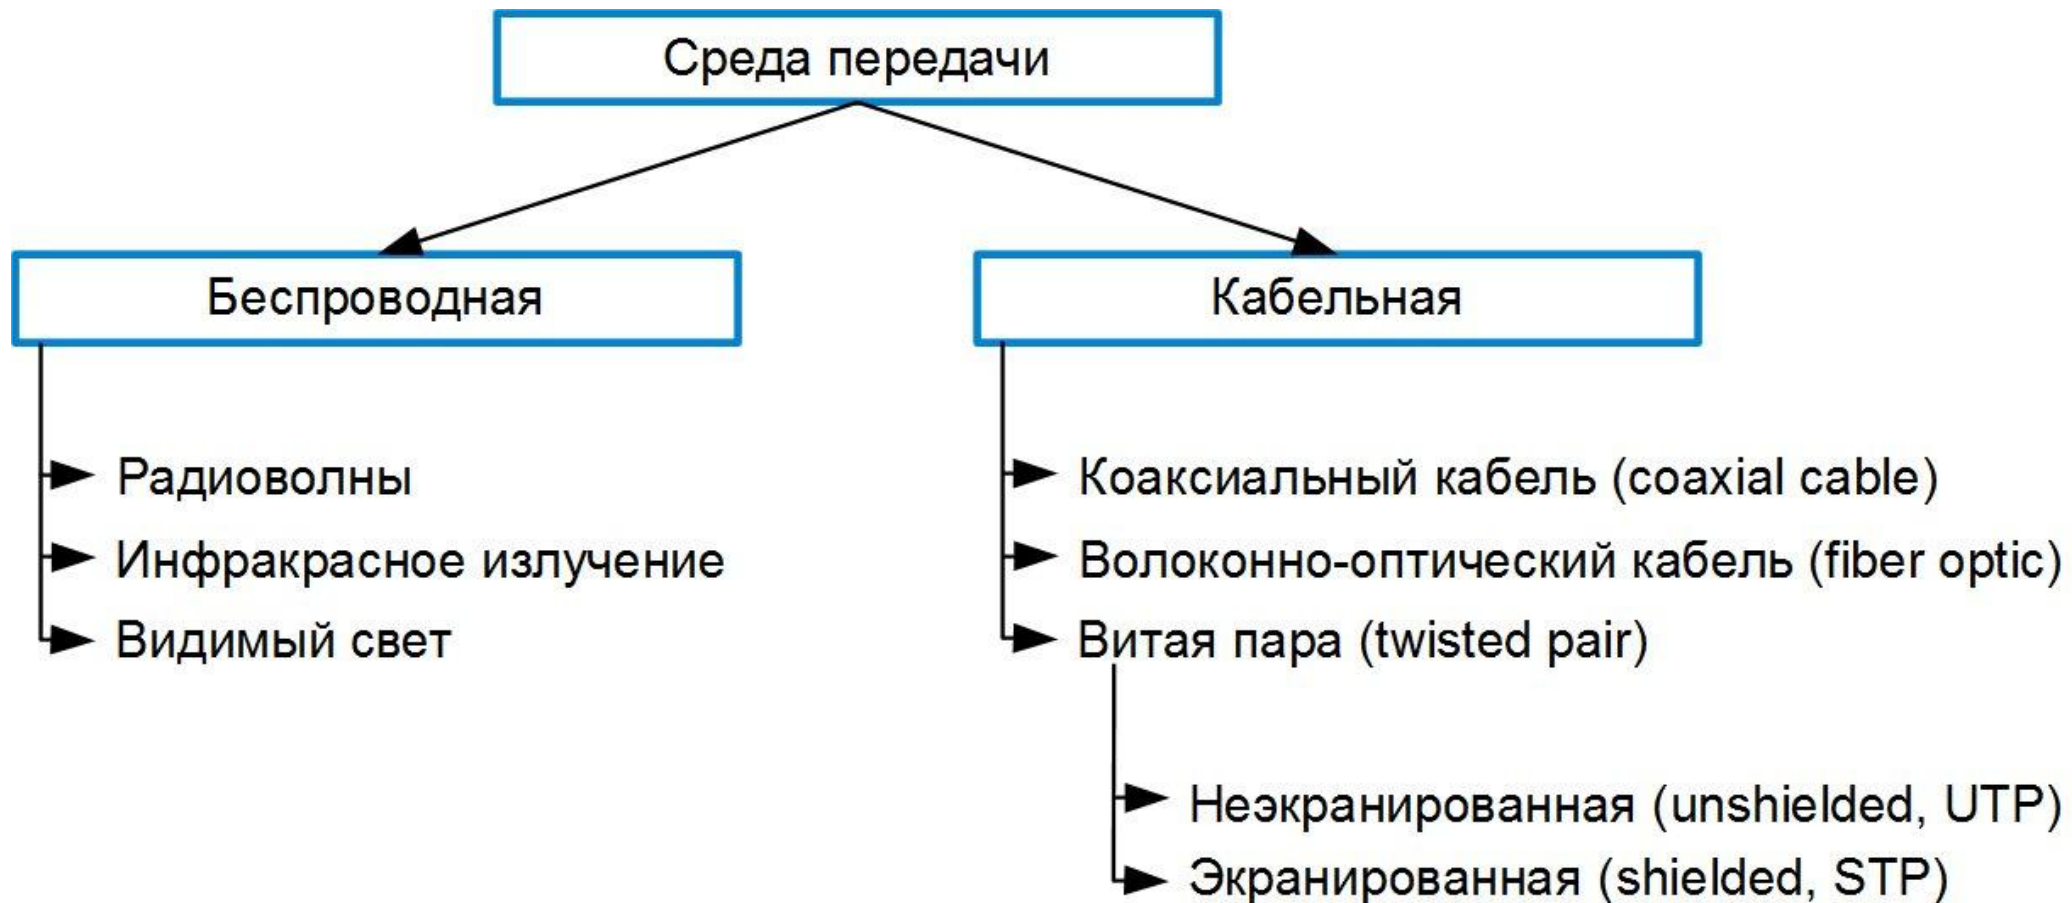 Среда передачи
Беспроводная
Радиоволны
Инфракрасное излучение
Видимый свет
Кабельная
Коаксиальный кабель (coaxial cable)
Волоконно-оптический кабель (fiber optic)
Витая пара (twisted pair)
Неэкранированная (unshielded, UTP)
Экранированная (shielded, STP)